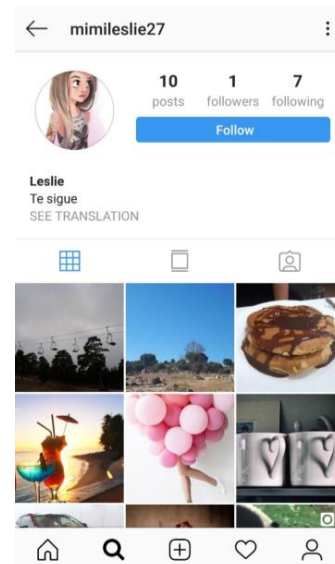 mimileslie27
10 1 7
posts followers following
Follow
Leslie
Te sigue
SEE TRANSLATION